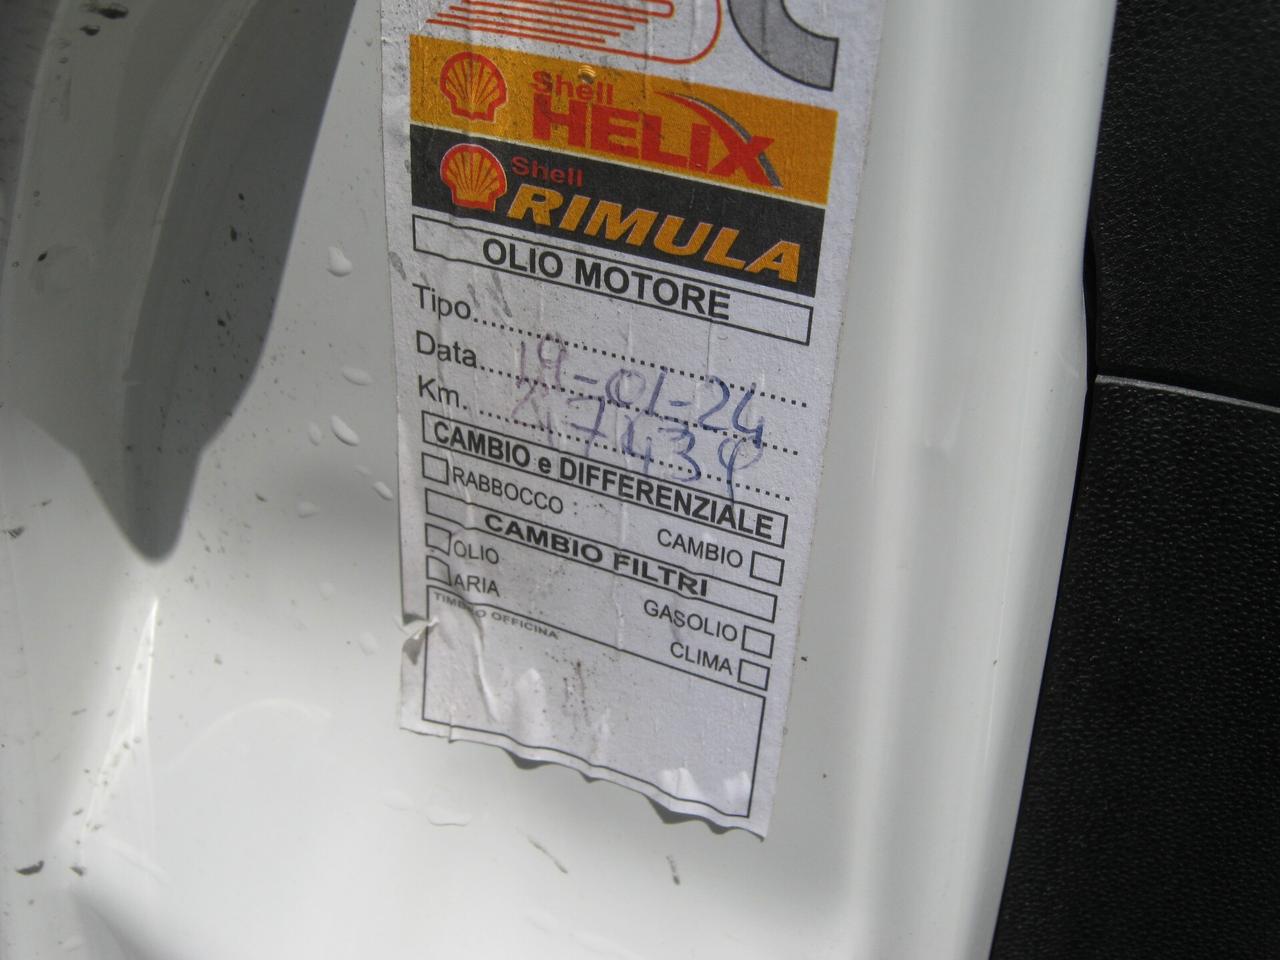 Shell
HELIX
Shell
RIMULA
OLIO MOTORE
Tipo
Data 19-01-24
Km.
CAMBIO e DIFFERENZIALE
RABBOCCO CAMBIO
CAMBIO FILTRI
OLIO GASOLIO
ARIA CLIMA
TIMBRO OFFICINA